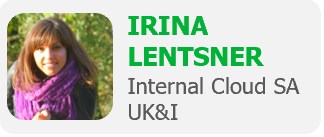 IRINA
LENTSNER
Internal Cloud SA
UK&I